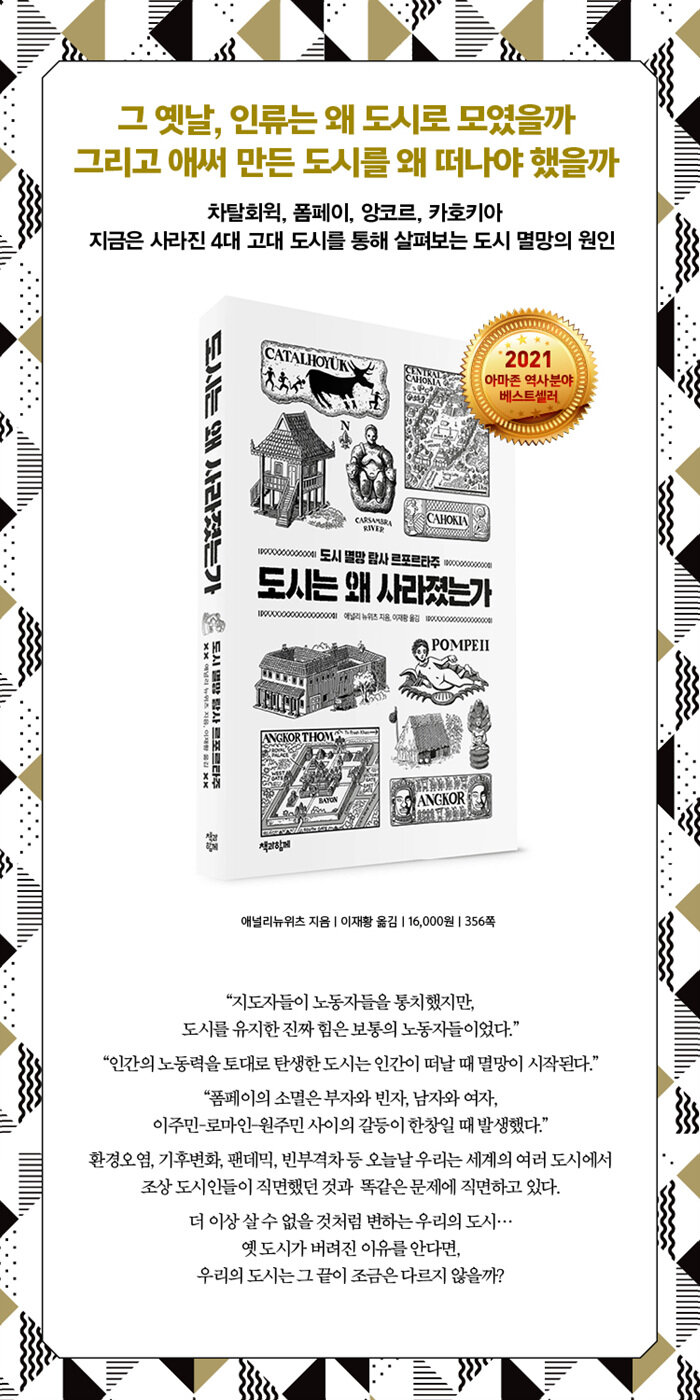 그 옛날, 인류는 왜 도시로 모였을까
그리고 애써 만든 도시를 왜 떠나야 했을까
차탈회윅, 폼페이, 앙코르, 카호키아
지금은 사라진 4대 고대 도시를 통해 살펴보는 도시 멸망의 원인
2021
아마존 역사분야
베스트셀러
도시는 왜 사라졌는가
도시 멸망 탐사 르포르타주
애널리 뉴위츠 지음, 이재황 옮김
책과함께
CATALHOYÜK
CENTRAL
CAHOKIA
N
CARSAMBRA
RIVER
CAHOKIA
도시 멸망 탐사 르포르타주
도시는 왜 사라졌는가
애널리 뉴위츠 지음, 이재황 옮김
POMPEII
ANGKOR THOM
BAYON
ANGKOR
책과함께
애널리뉴위츠 지음 | 이재황 옮김 | 16,000원 | 356쪽
“지도자들이 노동자들을 통치했지만,
도시를 유지한 진짜 힘은 보통의 노동자들이었다.”
“인간의 노동력을 토대로 탄생한 도시는 인간이 떠날 때 멸망이 시작된다.”
“폼페이의 소멸은 부자와 빈자, 남자와 여자,
이주민-로마인-원주민 사이의 갈등이 한창일 때 발생했다.”
환경오염, 기후변화, 팬데믹, 빈부격차 등 오늘날 우리는 세계의 여러 도시에서
조상 도시인들이 직면했던 것과 똑같은 문제에 직면하고 있다.
더 이상 살 수 없을 것처럼 변하는 우리의 도시…
옛 도시가 버려진 이유를 안다면,
우리의 도시는 그 끝이 조금은 다르지 않을까?